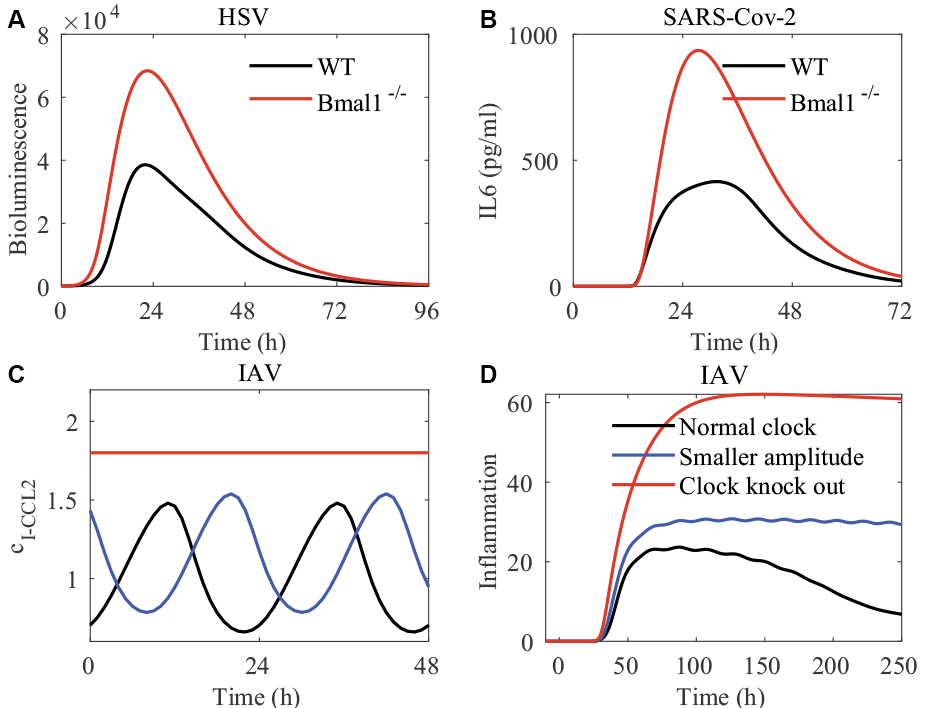 A
HSV
×10⁴
8
6
4
2
0
Bioluminescence
WT
Bmal1 -/-
0 24 48 72 96
Time (h)
B
SARS-Cov-2
1000
500
0
IL6 (pg/ml)
WT
Bmal1 -/-
0 24 48 72
Time (h)
C
IAV
2
1.5
1
c I-CCL2
0 24 48
Time (h)
D
IAV
60
40
20
0
Inflammation
Normal clock
Smaller amplitude
Clock knock out
0 50 100 150 200 250
Time (h)